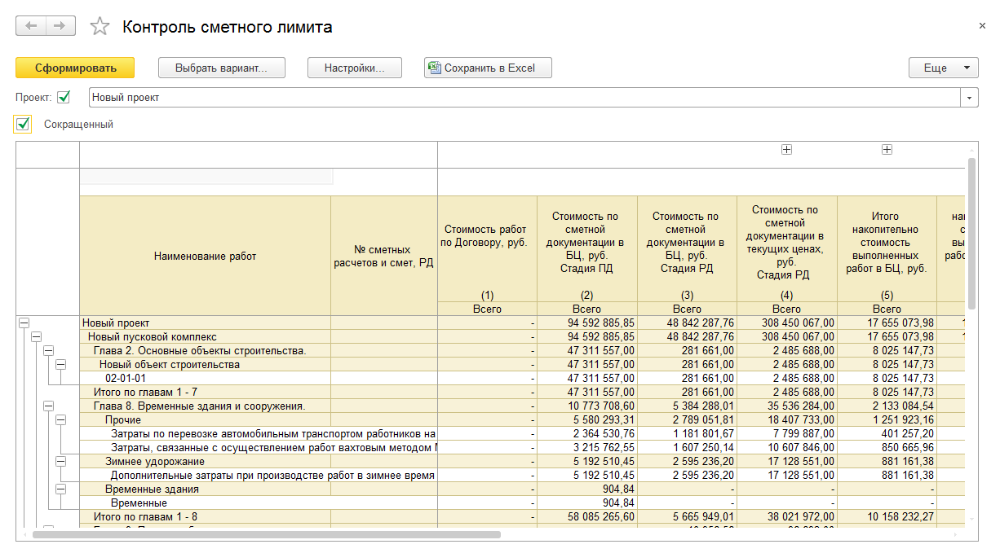 Контроль сметного лимита
×
Сформировать Выбрать вариант... Настройки... Сохранить в Excel Еще
Проект: Новый проект
Сокращенный
Наименование работ
№ сметных
расчетов и смет, РД
Стоимость работ
по Договору, руб.
(1)
Всего
Стоимость по
сметной
документации в
БЦ, руб.
Стадия ПД
(2)
Всего
Стоимость по
сметной
документации в
БЦ, руб.
Стадия РД
(3)
Всего
Стоимость по
сметной
документации в
текущих ценах,
руб.
Стадия РД
(4)
Всего
Итого
накопительно
стоимость
выполненных
работ в БЦ, руб.
(5)
Всего
Новый проект - 94 592 885,85 48 842 287,76 308 450 067,00 17 655 073,98
Новый пусковой комплекс - 94 592 885,85 48 842 287,76 308 450 067,00 17 655 073,98
Глава 2. Основные объекты строительства. - 47 311 557,00 281 661,00 2 485 688,00 8 025 147,73
Новый объект строительства - 47 311 557,00 281 661,00 2 485 688,00 8 025 147,73
02-01-01 - 47 311 557,00 281 661,00 2 485 688,00 8 025 147,73
Итого по главам 1 - 7 - 47 311 557,00 281 661,00 2 485 688,00 8 025 147,73
Глава 8. Временные здания и сооружения. - 10 773 708,60 5 384 288,01 35 536 284,00 2 133 084,54
Прочие - 5 580 293,31 2 789 051,81 18 407 733,00 1 251 923,16
Затраты по перевозке автомобильным транспортом работников на - 2 364 530,76 1 181 801,67 7 799 887,00 401 257,20
Затраты, связанные с осуществлением работ вахтовым методом - 3 215 762,55 1 607 250,14 10 607 846,00 850 665,96
Зимнее удорожание - 5 192 510,45 2 595 236,20 17 128 551,00 881 161,38
Дополнительные затраты при производстве работ в зимнее время - 5 192 510,45 2 595 236,20 17 128 551,00 881 161,38
Временные здания - 904,84 - - -
Временные - 904,84 - - -
Итого по главам 1 - 8 - 58 085 265,60 5 665 949,01 38 021 972,00 10 158 232,27